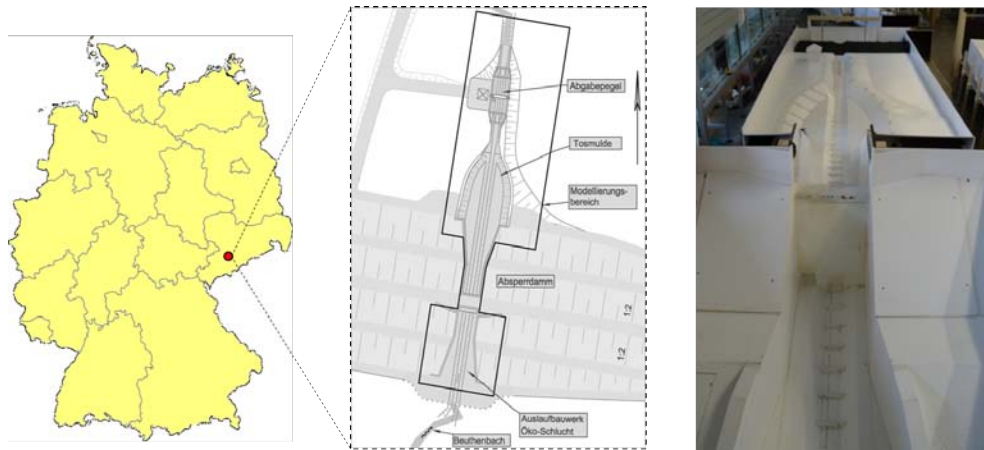 Abgabepegel
Tosmulde
Modellierungs-
bereich
Absperrdamm
1:2
1:2
Auslaufbauwerk
Öko-Schlucht
Beuthenbach